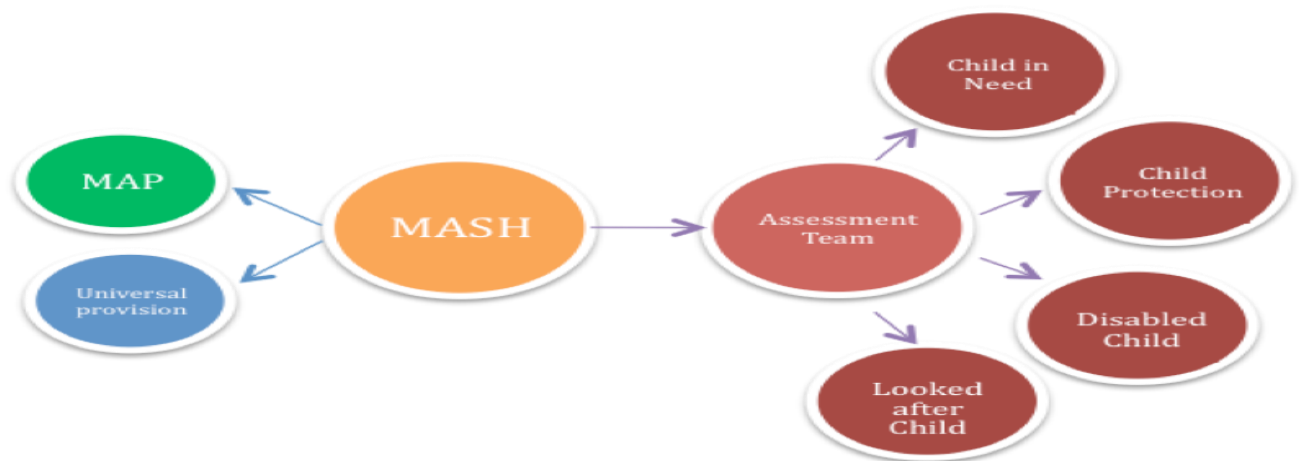 MAP
Universal
provision
MASH
Assessment
Team
Child in
Need
Child
Protection
Disabled
Child
Looked
after
Child